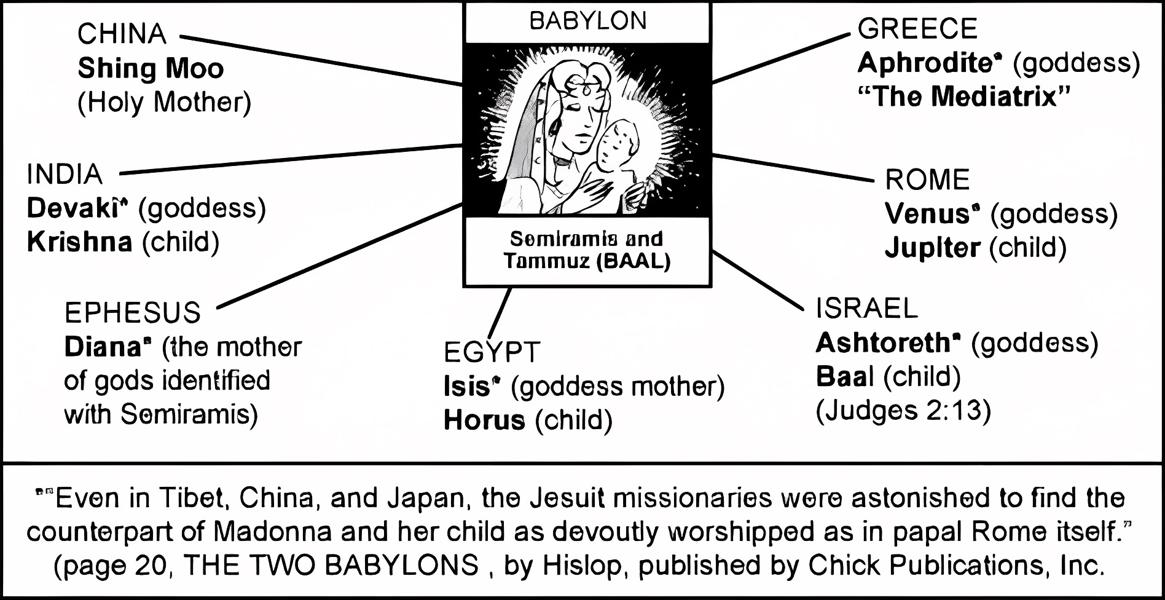 BABYLON
Semiramis and
Tammuz (BAAL)
CHINA
Shing Moo
(Holy Mother)
INDIA
Devaki* (goddess)
Krishna (child)
EPHESUS
Diana* (the mother
of gods identified
with Semiramis)
EGYPT
Isis* (goddess mother)
Horus (child)
GREECE
Aphrodite* (goddess)
“The Mediatrix”
ROME
Venus* (goddess)
Jupiter (child)
ISRAEL
Ashtoreth* (goddess)
Baal (child)
(Judges 2:13)
*“Even in Tibet, China, and Japan, the Jesuit missionaries were astonished to find the
counterpart of Madonna and her child as devoutly worshipped as in papal Rome itself.”
(page 20, THE TWO BABYLONS , by Hislop, published by Chick Publications, Inc.